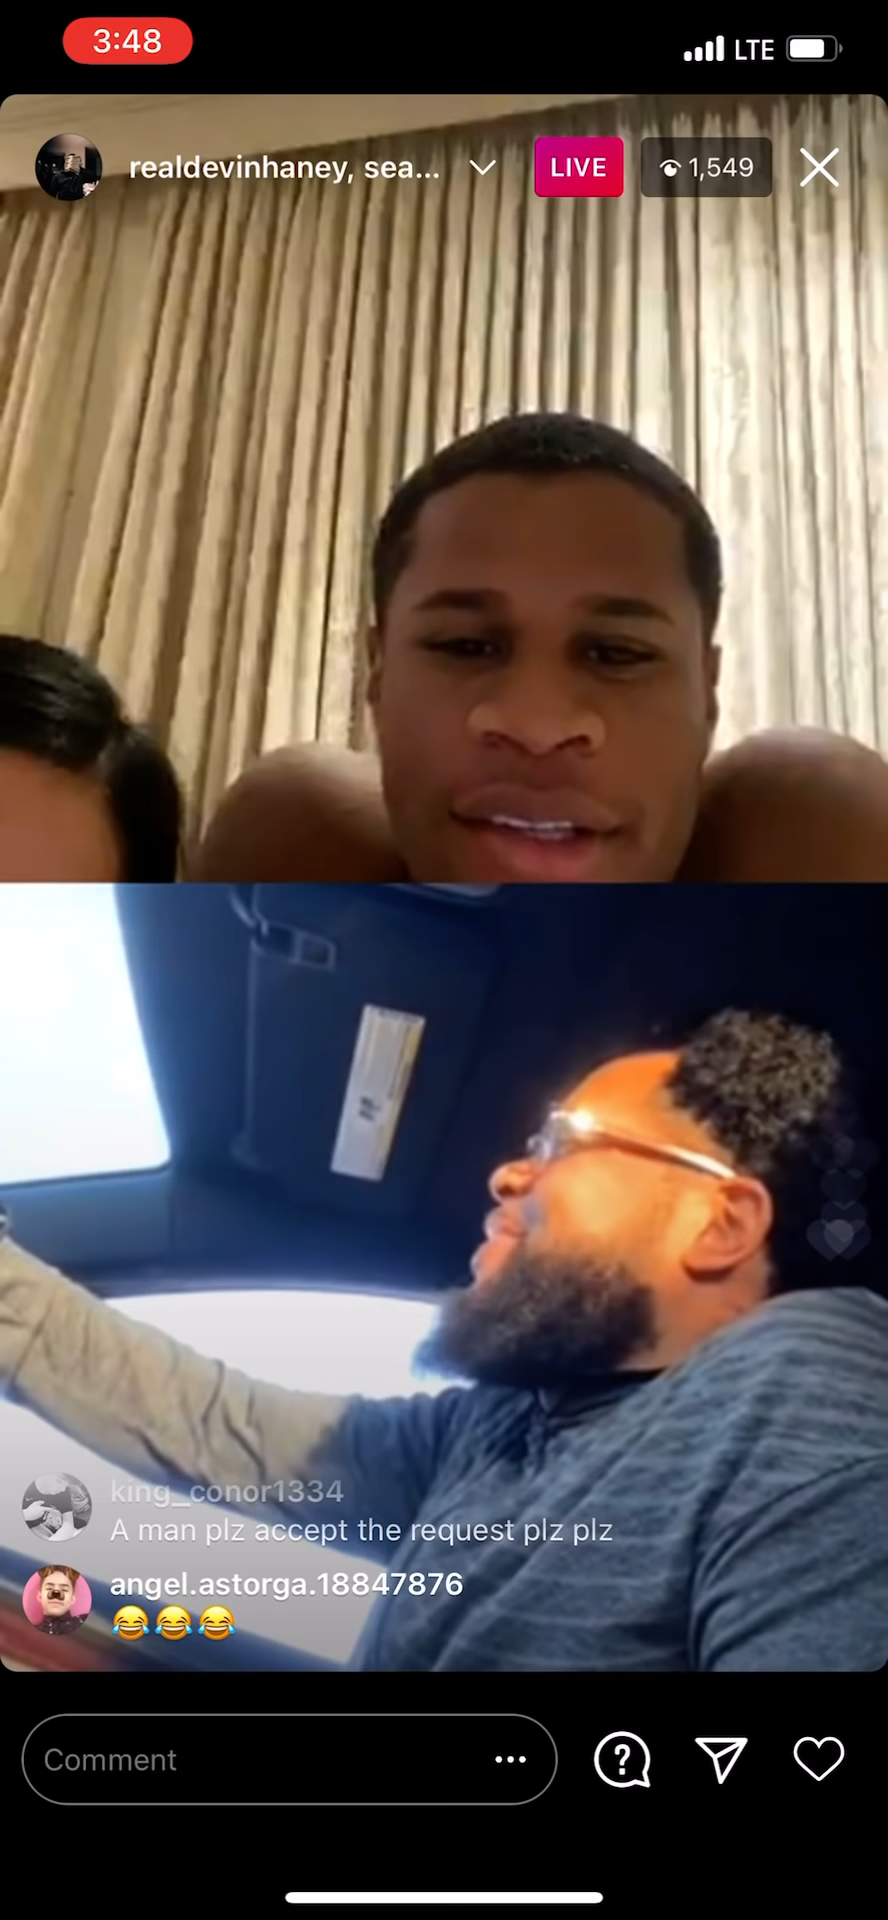 3:48
LTE
realdevinhaney, sea...
LIVE
1,549
king_conor1334
A man plz accept the request plz plz
angel.astorga.18847876
😂😂😂
Comment